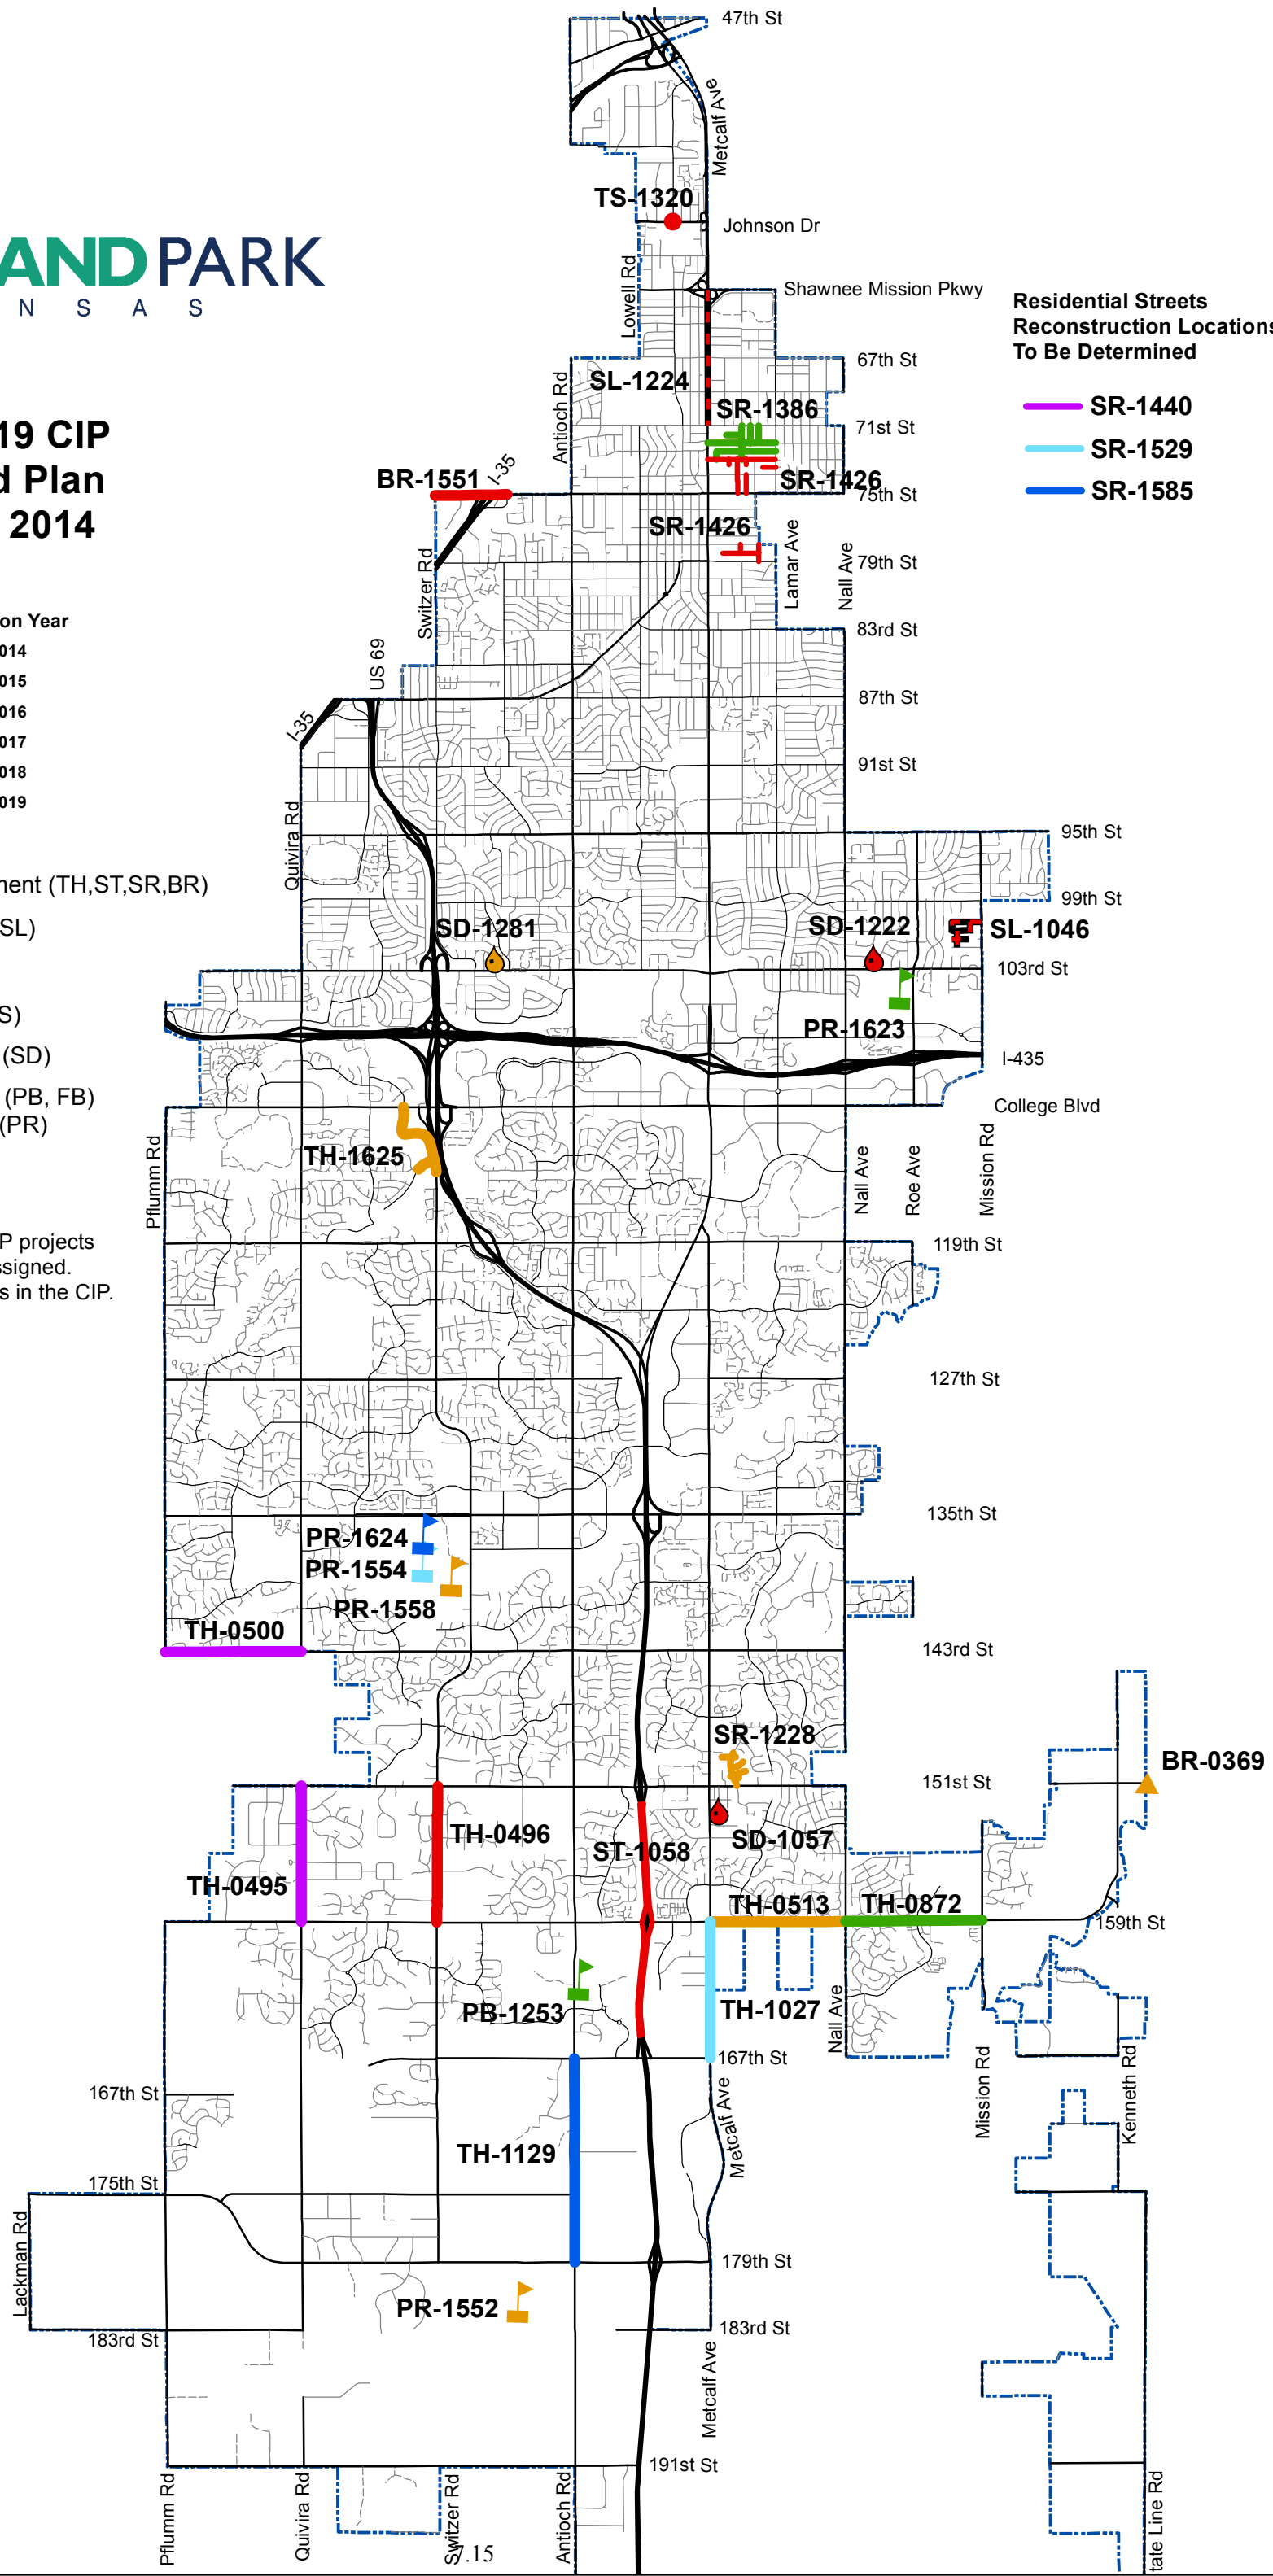 47th St
Metcalf Ave
TS-1320
Johnson Dr
ANDPARK
N S A S
Lowell Rd
Shawnee Mission Pkwy
Residential Streets
Reconstruction Locations
To Be Determined
SR-1440
SR-1529
SR-1585
67th St
SL-1224
Antioch Rd
SR-1386
71st St
19 CIP
d Plan
2014
BR-1551
I-35
SR-1426
75th St
SR-1426
Switzer Rd
Lamar Ave
Nall Ave
79th St
on Year
014
015
016
017
018
019
83rd St
US 69
87th St
I-35
91st St
Quivira Rd
95th St
ment (TH,ST,SR,BR)
99th St
SL)
SD-1281
SD-1222
SL-1046
103rd St
S)
PR-1623
(SD)
I-435
(PB, FB)
College Blvd
(PR)
TH-1625
Pflumm Rd
Nall Ave
Roe Ave
Mission Rd
P projects
ssigned.
s in the CIP.
119th St
127th St
135th St
PR-1624
PR-1554
PR-1558
TH-0500
143rd St
SR-1228
BR-0369
151st St
TH-0496
SD-1057
ST-1058
TH-0495
TH-0513
TH-0872
159th St
PB-1253
TH-1027
Nall Ave
167th St
Mission Rd
Kenneth Rd
167th St
Metcalf Ave
TH-1129
175th St
Lackman Rd
179th St
PR-1552
183rd St
183rd St
Metcalf Ave
191st St
Pflumm Rd
Quivira Rd
Switzer Rd
Antioch Rd
tate Line Rd
7.15